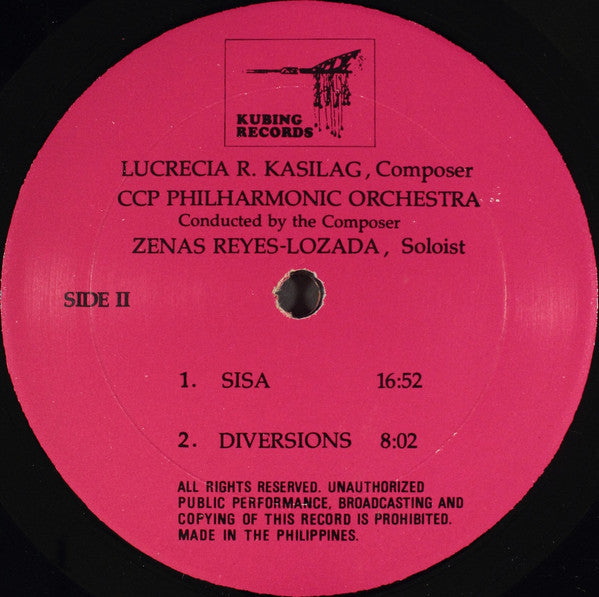 KUBING
RECORDS
LUCRECIA R. KASILAG, Composer
CCP PHILHARMONIC ORCHESTRA
Conducted by the Composer
ZENAS REYES-LOZADA, Soloist
SIDE II
1. SISA 16:52
2. DIVERSIONS 8:02
ALL RIGHTS RESERVED. UNAUTHORIZED
PUBLIC PERFORMANCE, BROADCASTING AND
COPYING OF THIS RECORD IS PROHIBITED.
MADE IN THE PHILIPPINES.